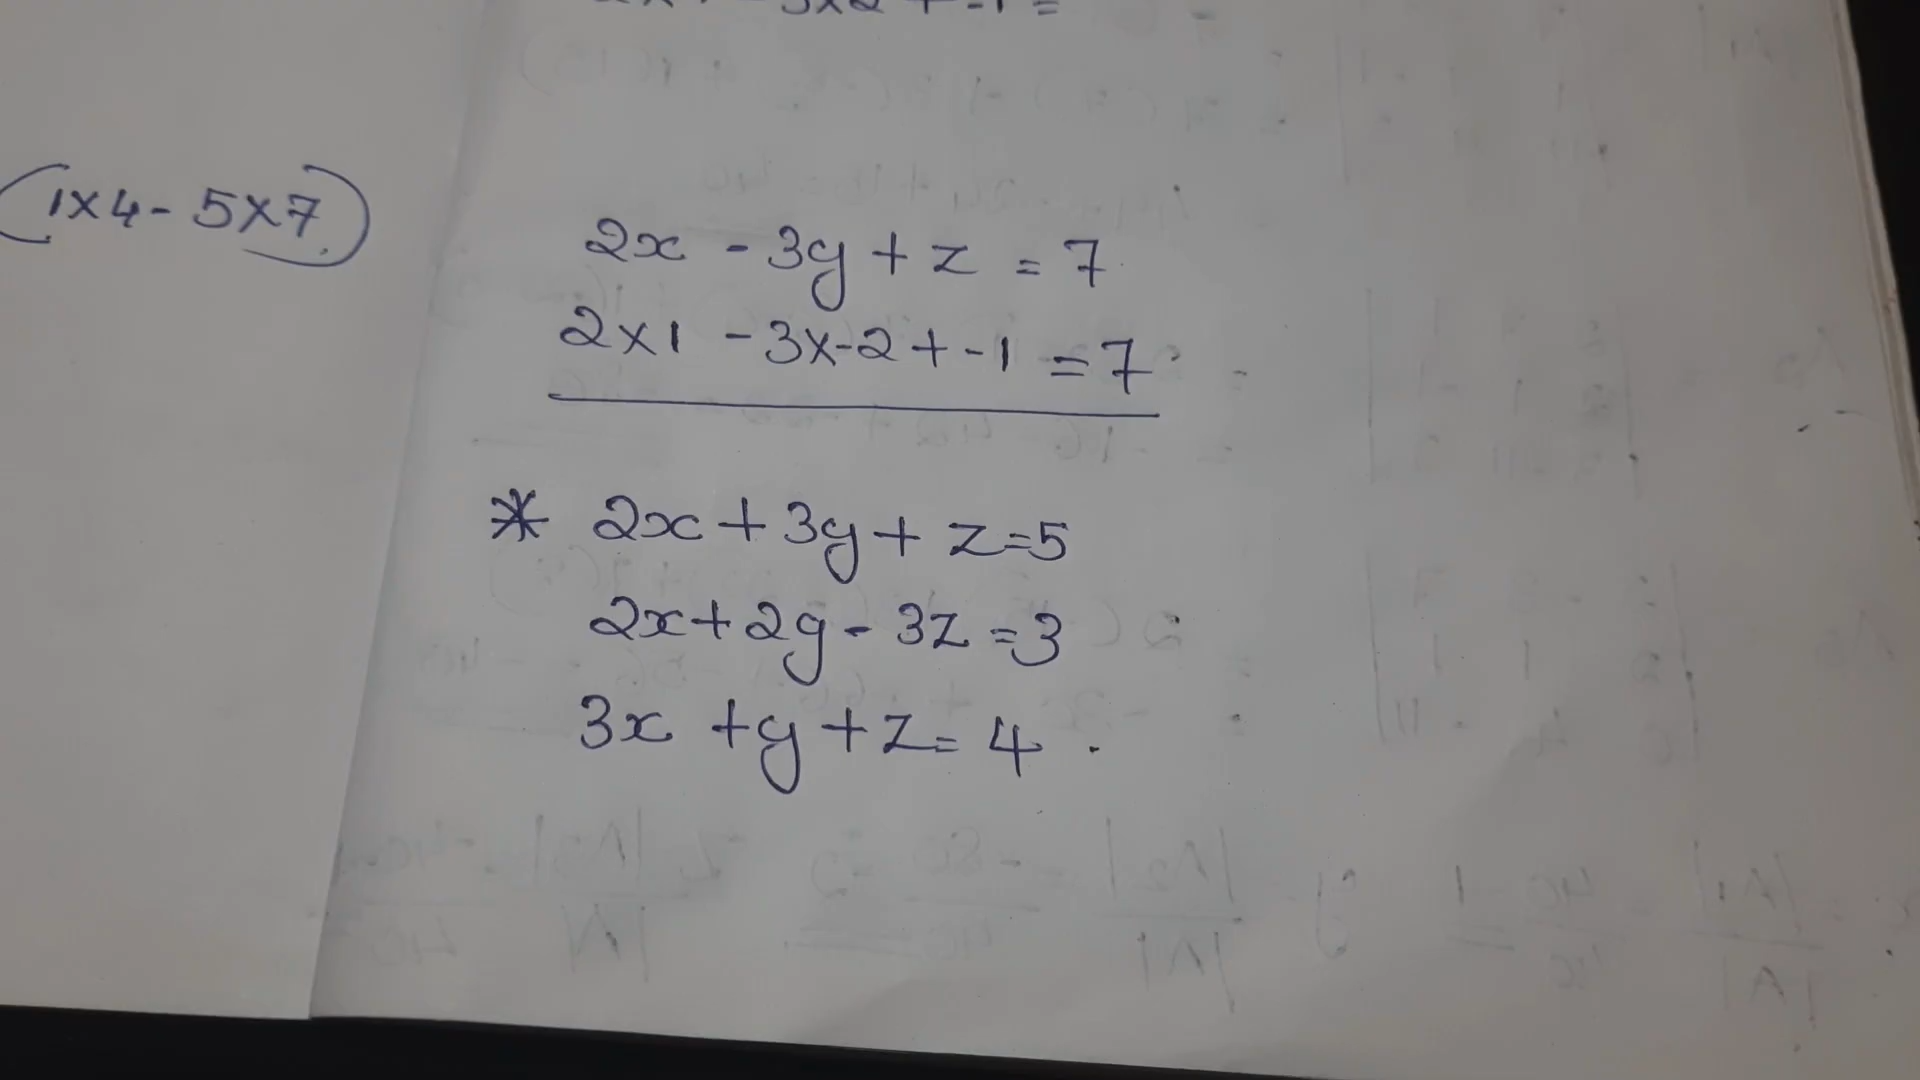 (1x4- 5x7)
2x - 3y + z = 7
2x1 - 3x-2 + -1 = 7
* 2x + 3y + z = 5
2x + 2y - 3z = 3
3x + y + z = 4 .